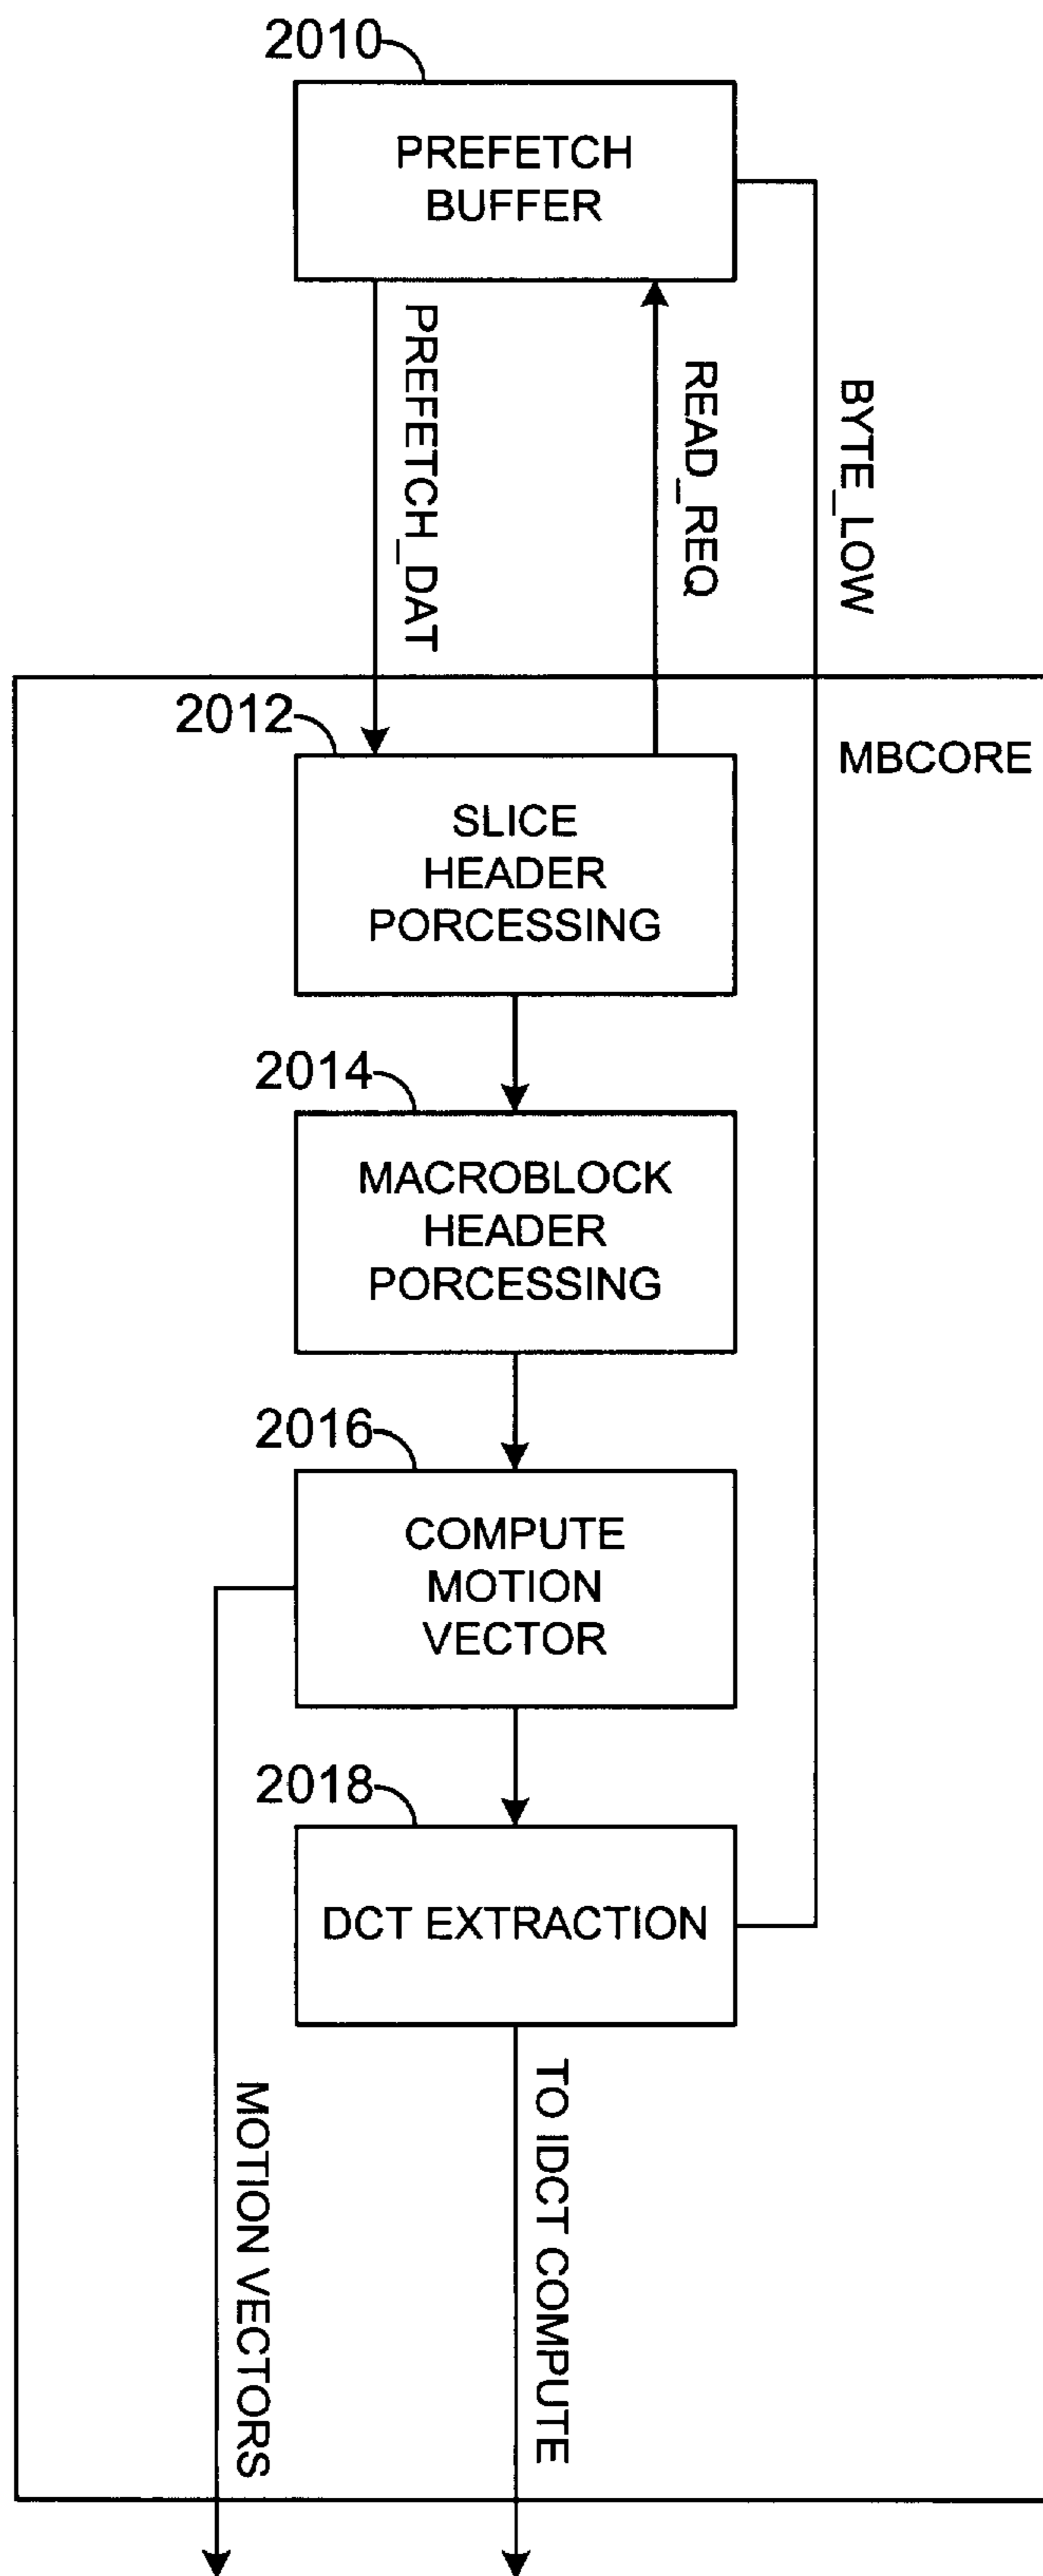 2010
PREFETCH
BUFFER
PREFETCH_DAT
READ_REQ
BYTE_LOW
2012
MBCORE
SLICE
HEADER
PORCESSING
2014
MACROBLOCK
HEADER
PORCESSING
2016
COMPUTE
MOTION
VECTOR
2018
DCT EXTRACTION
MOTION VECTORS
TO IDCT COMPUTE